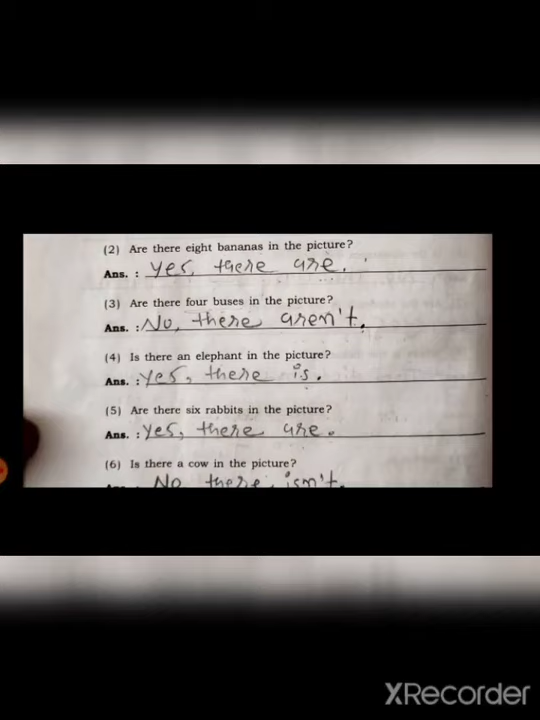 (2) Are there eight bananas in the picture?
Ans. : Yes, there are.
(3) Are there four buses in the picture?
Ans. : No, there aren't.
(4) Is there an elephant in the picture?
Ans. : Yes, there is.
(5) Are there six rabbits in the picture?
Ans. : Yes, there are.
(6) Is there a cow in the picture?
Ans. : No, there isn't.
XRecorder